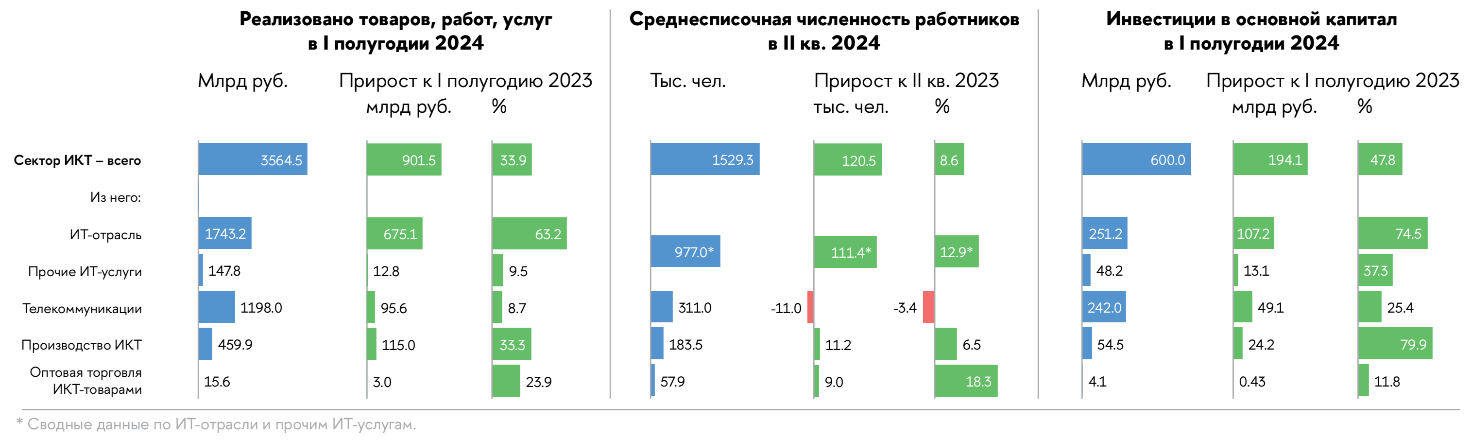 Реализовано товаров, работ, услуг
в I полугодии 2024
Среднесписочная численность работников
в II кв. 2024
Инвестиции в основной капитал
в I полугодии 2024
Млрд руб.
Прирост к I полугодию 2023
млрд руб. %
Тыс. чел.
Прирост к II кв. 2023
тыс. чел. %
Млрд руб.
Прирост к I полугодию 2023
млрд руб. %
Сектор ИКТ – всего 3564.5 901.5 33.9 1529.3 120.5 8.6 600.0 194.1 47.8
Из него:
ИТ-отрасль 1743.2 675.1 63.2 251.2 107.2 74.5
977.0* 111.4* 12.9*
Прочие ИТ-услуги 147.8 12.8 9.5 48.2 13.1 37.3
Телекоммуникации 1198.0 95.6 8.7 311.0 -11.0 -3.4 242.0 49.1 25.4
Производство ИКТ 459.9 115.0 33.3 183.5 11.2 6.5 54.5 24.2 79.9
Оптовая торговля
ИКТ-товарами 15.6 3.0 23.9 57.9 9.0 18.3 4.1 0.43 11.8
* Сводные данные по ИТ-отрасли и прочим ИТ-услугам.